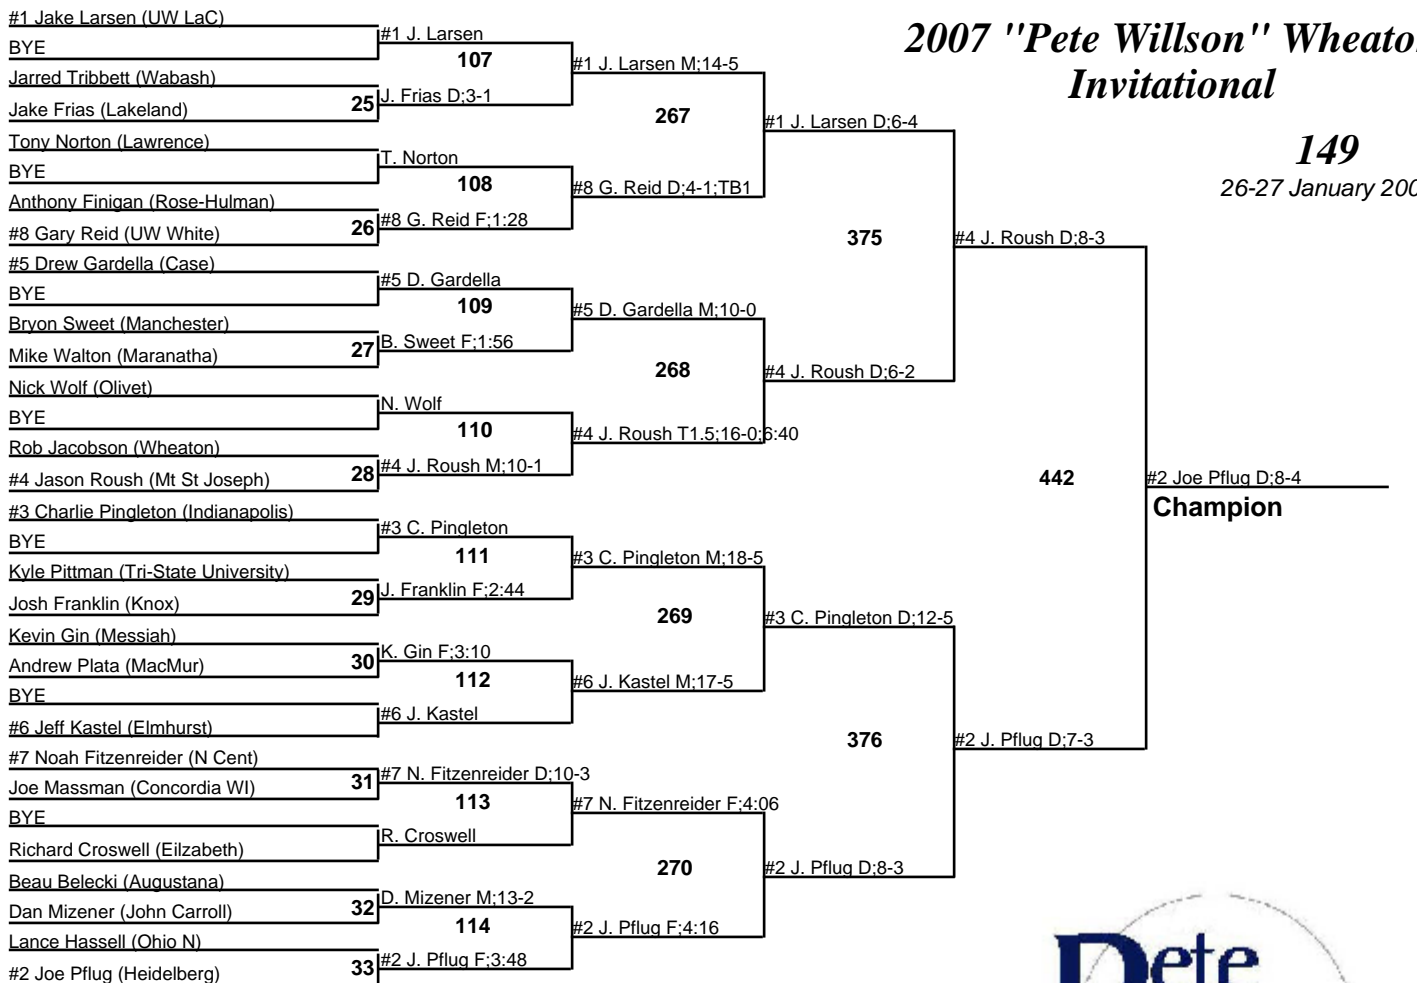 2007 "Pete Willson" Wheato
Invitational
149
26-27 January 200
#1 Jake Larsen (UW LaC)
BYE
Jarred Tribbett (Wabash)
Jake Frias (Lakeland)
Tony Norton (Lawrence)
BYE
Anthony Finigan (Rose-Hulman)
#8 Gary Reid (UW White)
#5 Drew Gardella (Case)
BYE
Bryon Sweet (Manchester)
Mike Walton (Maranatha)
Nick Wolf (Olivet)
BYE
Rob Jacobson (Wheaton)
#4 Jason Roush (Mt St Joseph)
#3 Charlie Pingleton (Indianapolis)
BYE
Kyle Pittman (Tri-State University)
Josh Franklin (Knox)
Kevin Gin (Messiah)
Andrew Plata (MacMur)
BYE
#6 Jeff Kastel (Elmhurst)
#7 Noah Fitzenreider (N Cent)
Joe Massman (Concordia WI)
BYE
Richard Croswell (Eilzabeth)
Beau Belecki (Augustana)
Dan Mizener (John Carroll)
Lance Hassell (Ohio N)
#2 Joe Pflug (Heidelberg)
25
26
27
28
29
30
31
32
33
#1 J. Larsen
107
J. Frias D;3-1
T. Norton
108
#8 G. Reid F;1:28
#5 D. Gardella
109
B. Sweet F;1:56
N. Wolf
110
#4 J. Roush M;10-1
#3 C. Pingleton
111
J. Franklin F;2:44
K. Gin F;3:10
112
#6 J. Kastel
#7 N. Fitzenreider D;10-3
113
R. Croswell
D. Mizener M;13-2
114
#2 J. Pflug F;3:48
#1 J. Larsen M;14-5
267
#8 G. Reid D;4-1;TB1
#5 D. Gardella M;10-0
268
#4 J. Roush T1.5;16-0;6:40
#3 C. Pingleton M;18-5
269
#6 J. Kastel M;17-5
#7 N. Fitzenreider F;4:06
270
#2 J. Pflug F;4:16
#1 J. Larsen D;6-4
375
#4 J. Roush D;6-2
#3 C. Pingleton D;12-5
376
#2 J. Pflug D;8-3
#4 J. Roush D;8-3
442
#2 J. Pflug D;7-3
#2 Joe Pflug D;8-4
Champion
Pete